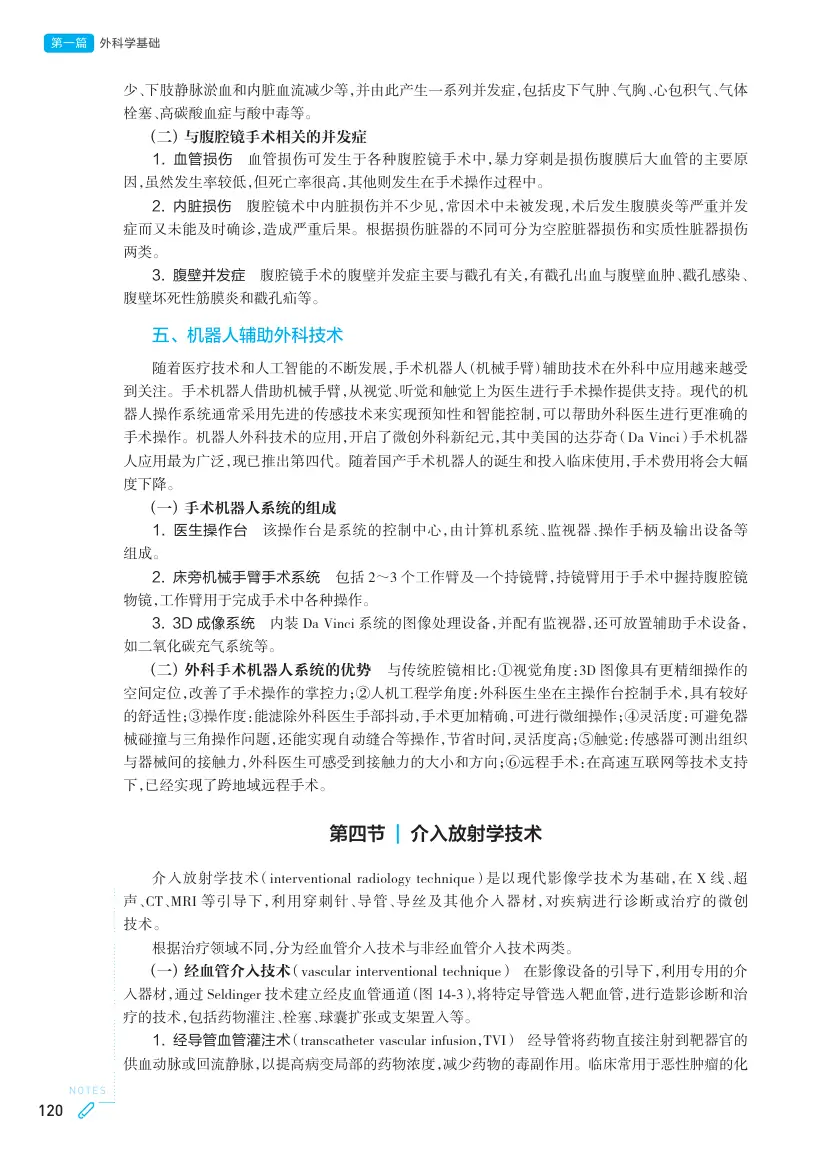 第一篇 外科学基础
少、下肢静脉淤血和内脏血流减少等,并由此产生一系列并发症,包括皮下气肿、气胸、心包积气、气体
栓塞、高碳酸血症与酸中毒等。
(二) 与腹腔镜手术相关的并发症
1. 血管损伤 血管损伤可发生于各种腹腔镜手术中,暴力穿刺是损伤腹膜后大血管的主要原
因,虽然发生率较低,但死亡率很高,其他则发生在手术操作过程中。
2. 内脏损伤 腹腔镜术中内脏损伤并不少见,常因术中未被发现,术后发生腹膜炎等严重并发
症而又未能及时确诊,造成严重后果。根据损伤脏器的不同可分为空腔脏器损伤和实质性脏器损伤
两类。
3. 腹壁并发症 腹腔镜手术的腹壁并发症主要与戳孔有关,有戳孔出血与腹壁血肿、戳孔感染、
腹壁坏死性筋膜炎和戳孔疝等。
五、机器人辅助外科技术
随着医疗技术和人工智能的不断发展,手术机器人(机械手臂)辅助技术在外科中应用越来越受
到关注。手术机器人借助机械手臂,从视觉、听觉和触觉上为医生进行手术操作提供支持。现代的机
器人操作系统通常采用先进的传感技术来实现预知性和智能控制,可以帮助外科医生进行更准确的
手术操作。机器人外科技术的应用,开启了微创外科新纪元,其中美国的达芬奇(Da Vinci)手术机器
人应用最为广泛,现已推出第四代。随着国产手术机器人的诞生和投入临床使用,手术费用将会大幅
度下降。
(一) 手术机器人系统的组成
1. 医生操作台 该操作台是系统的控制中心,由计算机系统、监视器、操作手柄及输出设备等
组成。
2. 床旁机械手臂手术系统 包括 2~3 个工作臂及一个持镜臂,持镜臂用于手术中握持腹腔镜
物镜,工作臂用于完成手术中各种操作。
3. 3D 成像系统 内装 Da Vinci 系统的图像处理设备,并配有监视器,还可放置辅助手术设备,
如二氧化碳充气系统等。
(二) 外科手术机器人系统的优势 与传统腔镜相比:①视觉角度:3D 图像具有更精细操作的
空间定位,改善了手术操作的掌控力;②人机工程学角度:外科医生坐在主操作台控制手术,具有较好
的舒适性;③操作度:能滤除外科医生手部抖动,手术更加精确,可进行微细操作;④灵活度:可避免器
械碰撞与三角操作问题,还能实现自动缝合等操作,节省时间,灵活度高;⑤触觉:传感器可测出组织
与器械间的接触力,外科医生可感受到接触力的大小和方向;⑥远程手术:在高速互联网等技术支持
下,已经实现了跨地域远程手术。
第四节 | 介入放射学技术
介入放射学技术(interventional radiology technique)是以现代影像学技术为基础,在 X 线、超
声、CT、MRI 等引导下,利用穿刺针、导管、导丝及其他介入器材,对疾病进行诊断或治疗的微创
技术。
根据治疗领域不同,分为经血管介入技术与非经血管介入技术两类。
(一) 经血管介入技术(vascular interventional technique) 在影像设备的引导下,利用专用的介
入器材,通过 Seldinger 技术建立经皮血管通道(图 14-3),将特定导管选入靶血管,进行造影诊断和治
疗的技术,包括药物灌注、栓塞、球囊扩张或支架置入等。
1. 经导管血管灌注术(transcatheter vascular infusion,TVI) 经导管将药物直接注射到靶器官的
供血动脉或回流静脉,以提高病变局部的药物浓度,减少药物的毒副作用。临床常用于恶性肿瘤的化
NOTES
120